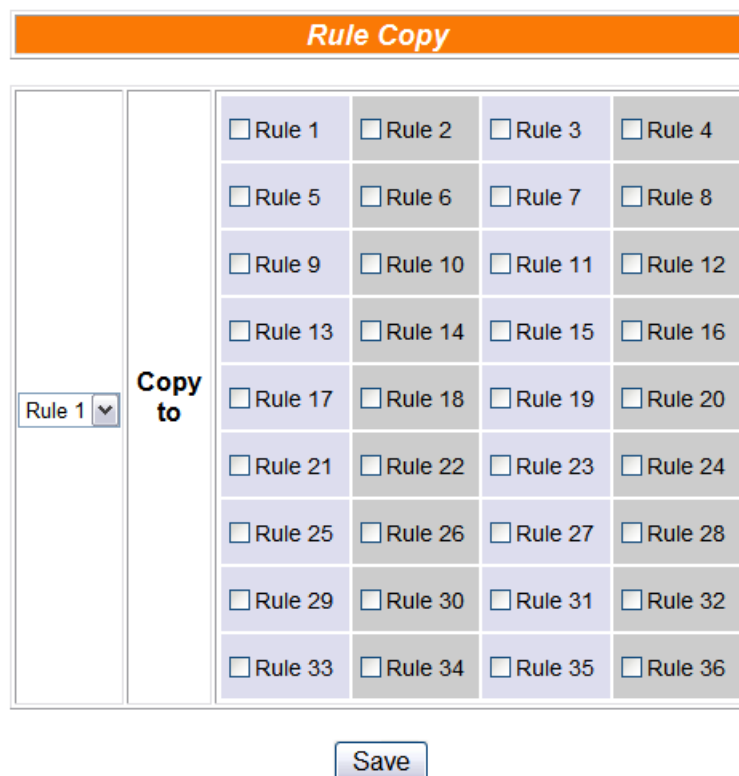 Rule Copy
Rule 1 Rule 2 Rule 3 Rule 4
Rule 5 Rule 6 Rule 7 Rule 8
Rule 9 Rule 10 Rule 11 Rule 12
Rule 13 Rule 14 Rule 15 Rule 16
Rule 1 Copy to Rule 17 Rule 18 Rule 19 Rule 20
Rule 21 Rule 22 Rule 23 Rule 24
Rule 25 Rule 26 Rule 27 Rule 28
Rule 29 Rule 30 Rule 31 Rule 32
Rule 33 Rule 34 Rule 35 Rule 36
Save